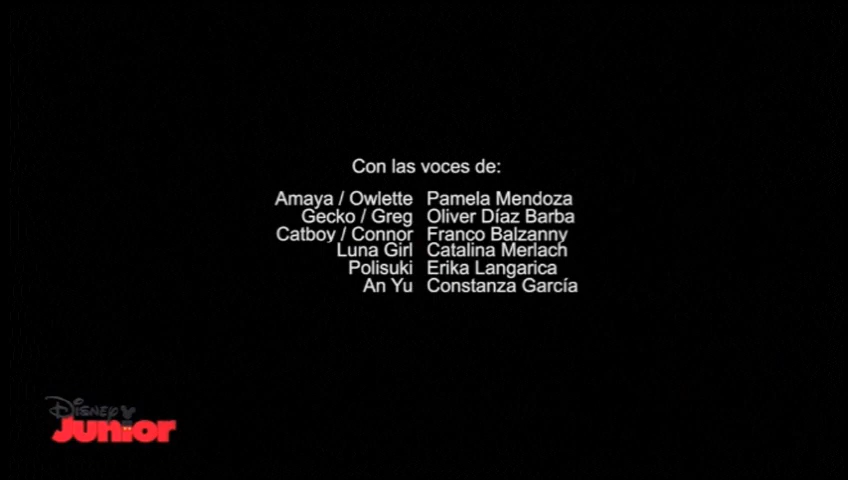 Con las voces de:
Amaya / Owlette Pamela Mendoza
Gecko / Greg Oliver Díaz Barba
Catboy / Connor Franco Balzanny
Luna Girl Catalina Merlach
Polisuki Erika Langarica
An Yu Constanza García
Disney
Junior